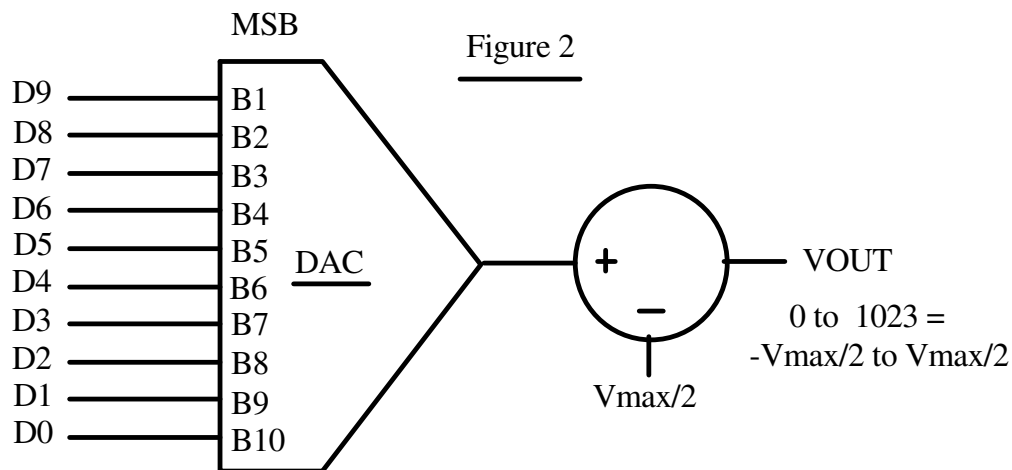 MSB
Figure 2
D9 B1
D8 B2
D7 B3
D6 B4
D5 B5
DAC
D4 B6
D3 B7
D2 B8
D1 B9
D0 B10
+
−
VOUT
0 to 1023 =
-Vmax/2 to Vmax/2
Vmax/2